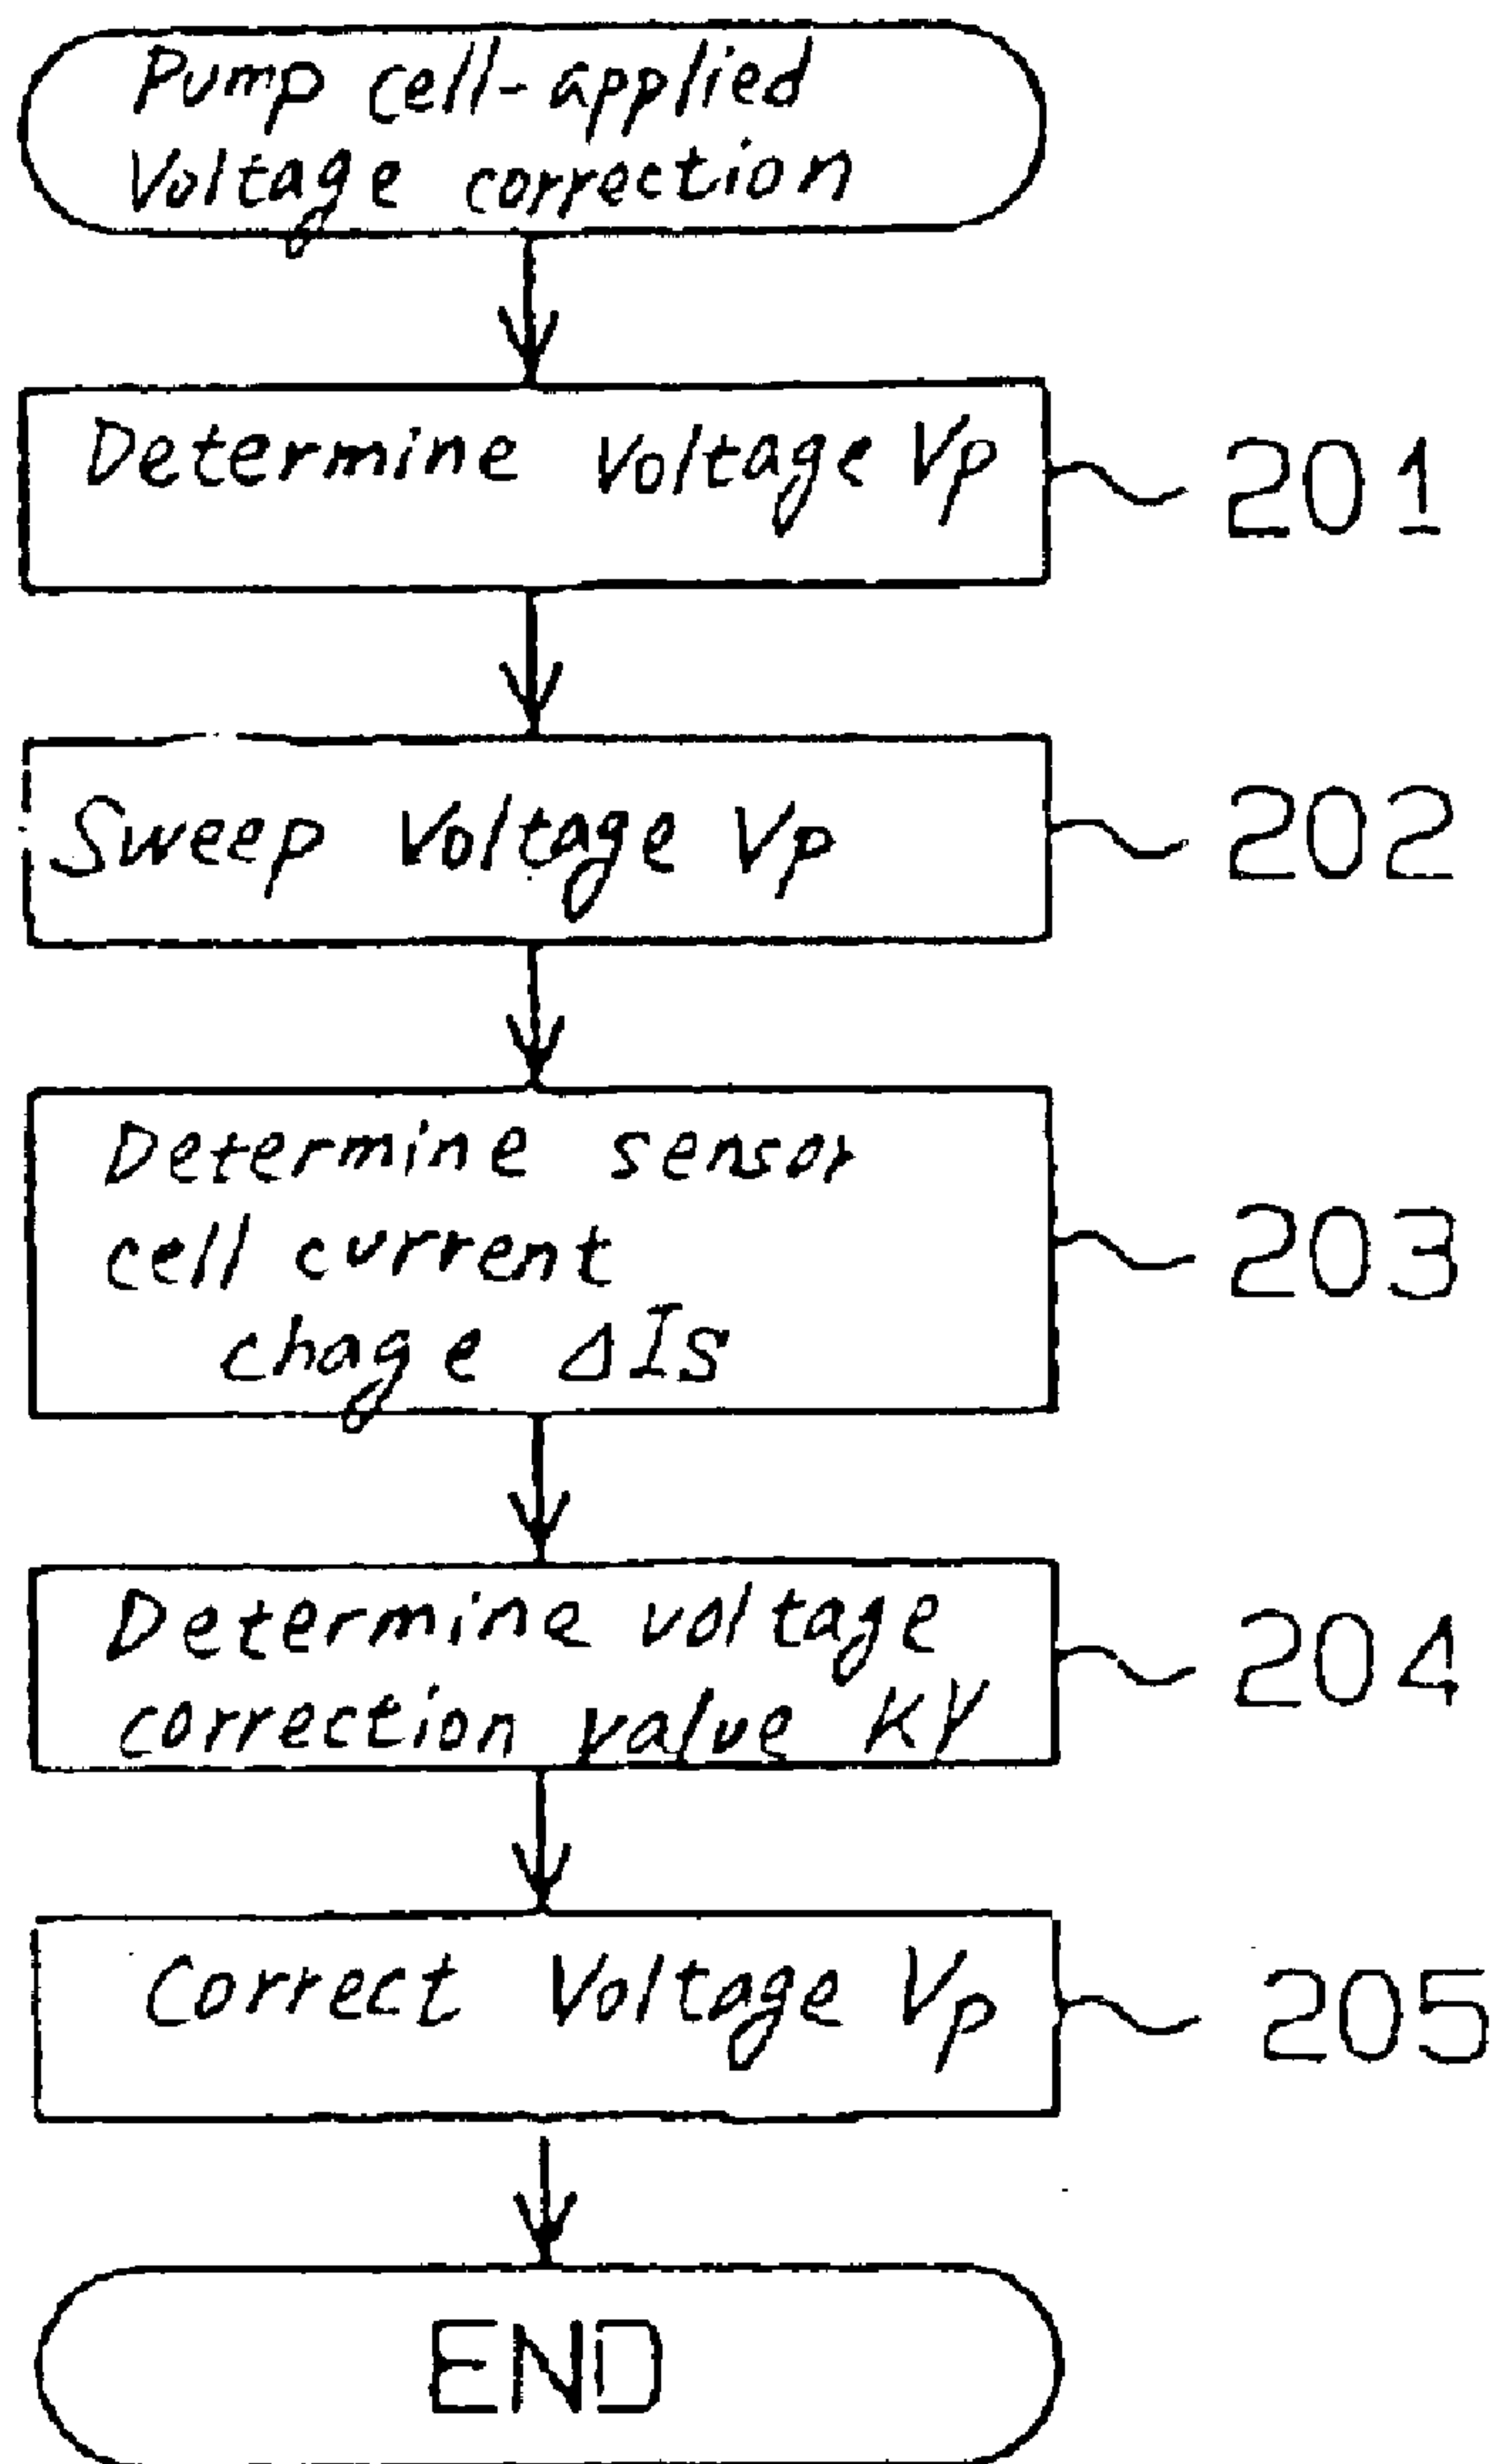 Pump cell-applied
Voltage correction
Determine Voltage Vp
201
Sweep Voltage Vp
202
Determine sensor
cell current
chage ΔIs
203
Determine voltage
correction value KV
204
Correct Voltage Vp
205
END